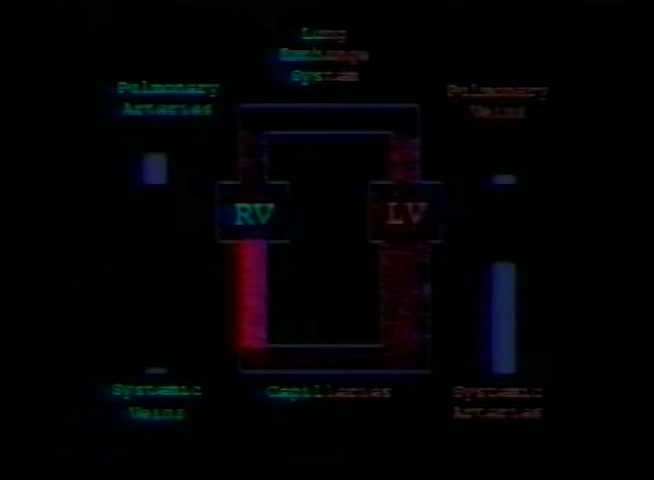 Lung
Exchange
System
Pulmonary
Arteries
Pulmonary
Veins
RV
LV
Systemic
Veins
Capillaries
Systemic
Arteries